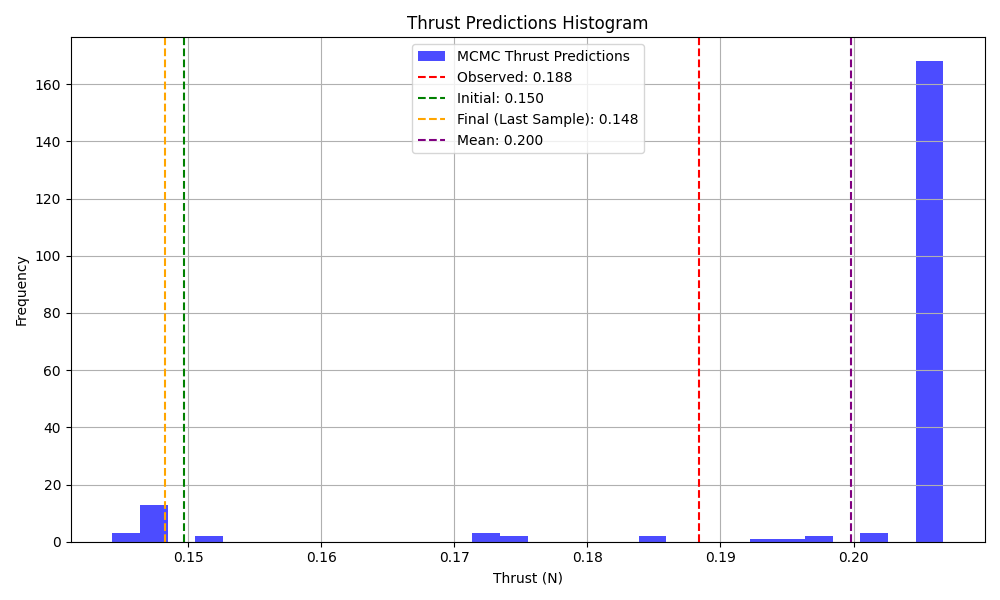 Thrust Predictions Histogram
MCMC Thrust Predictions
Observed: 0.188
Initial: 0.150
Final (Last Sample): 0.148
Mean: 0.200
Frequency
160
140
120
100
80
60
40
20
0
0.15 0.16 0.17 0.18 0.19 0.20
Thrust (N)